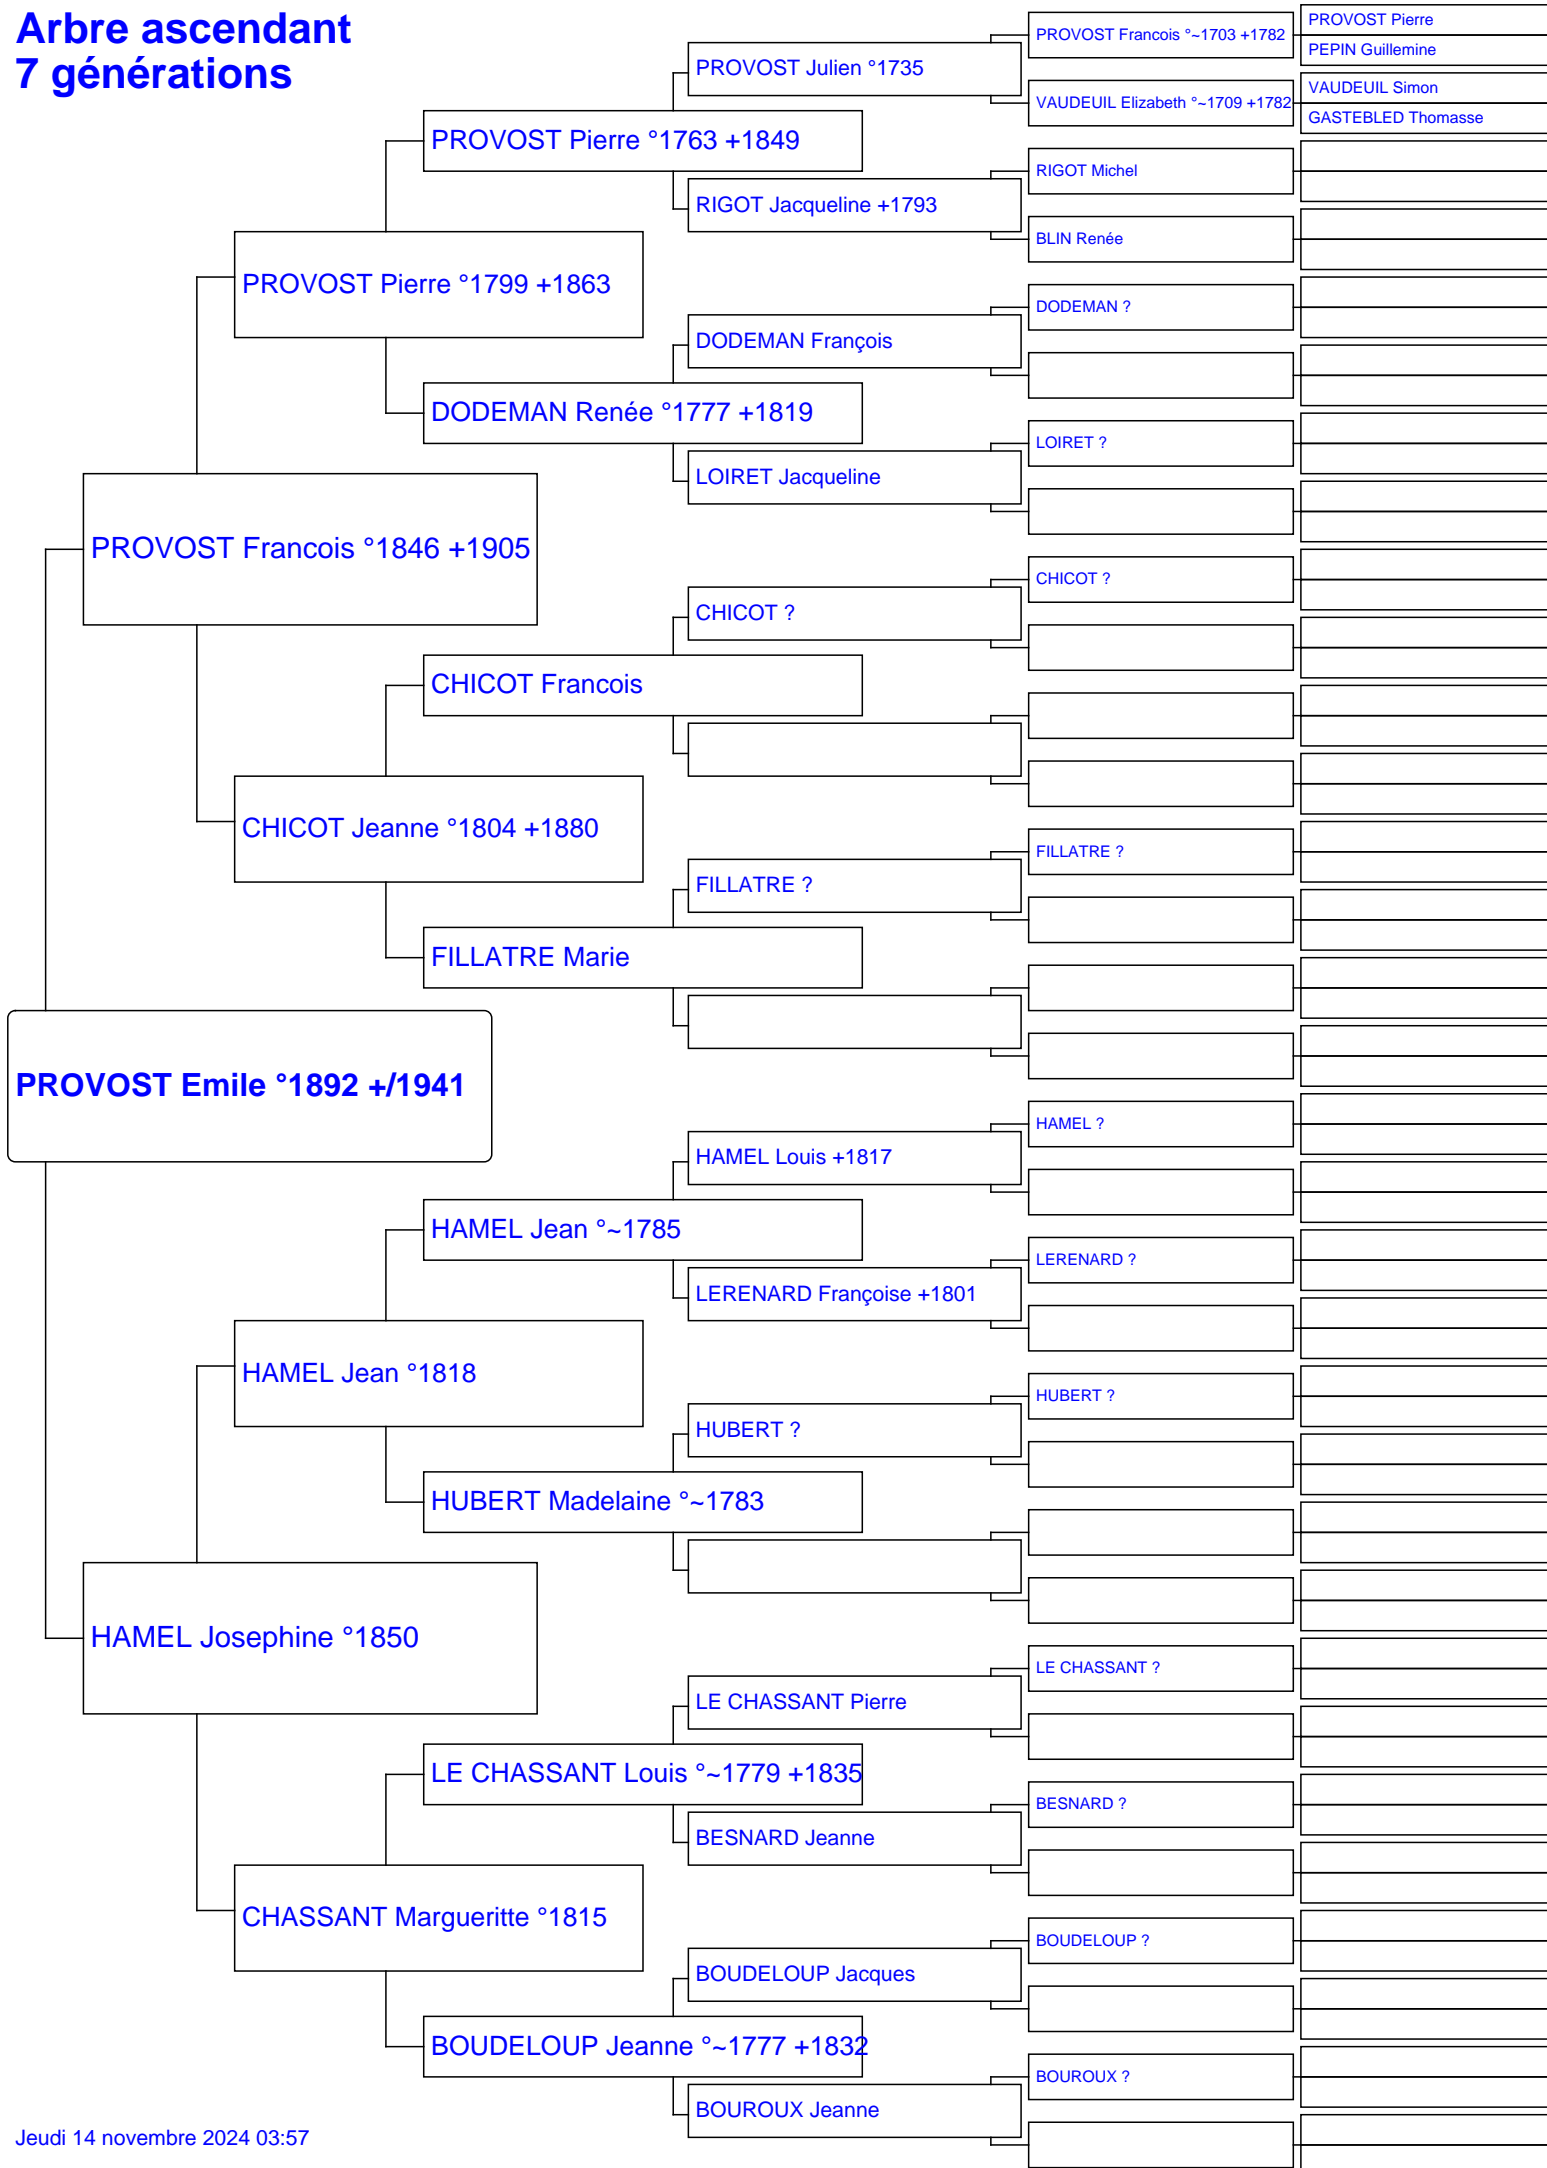 Arbre ascendant
7 générations
PROVOST Emile °1892 +/1941
PROVOST Francois °1846 +1905
HAMEL Josephine °1850
PROVOST Pierre °1799 +1863
CHICOT Jeanne °1804 +1880
HAMEL Jean °1818
CHASSANT Margueritte °1815
PROVOST Pierre °1763 +1849
DODEMAN Renée °1777 +1819
CHICOT Francois
FILLATRE Marie
HAMEL Jean °~1785
HUBERT Madelaine °~1783
LE CHASSANT Louis °~1779 +1835
BOUDELOUP Jeanne °~1777 +1832
PROVOST Julien °1735
RIGOT Jacqueline +1793
DODEMAN François
LOIRET Jacqueline
CHICOT ?
FILLATRE ?
HAMEL Louis +1817
LERENARD Françoise +1801
HUBERT ?
LE CHASSANT Pierre
BESNARD Jeanne
BOUDELOUP Jacques
BOUROUX Jeanne
PROVOST Francois °~1703 +1782
VAUDEUIL Elizabeth °~1709 +1782
RIGOT Michel
BLIN Renée
DODEMAN ?
LOIRET ?
CHICOT ?
FILLATRE ?
HAMEL ?
LERENARD ?
HUBERT ?
LE CHASSANT ?
BESNARD ?
BOUDELOUP ?
BOUROUX ?
PROVOST Pierre
PEPIN Guillemine
VAUDEUIL Simon
GASTEBLED Thomasse
Jeudi 14 novembre 2024 03:57